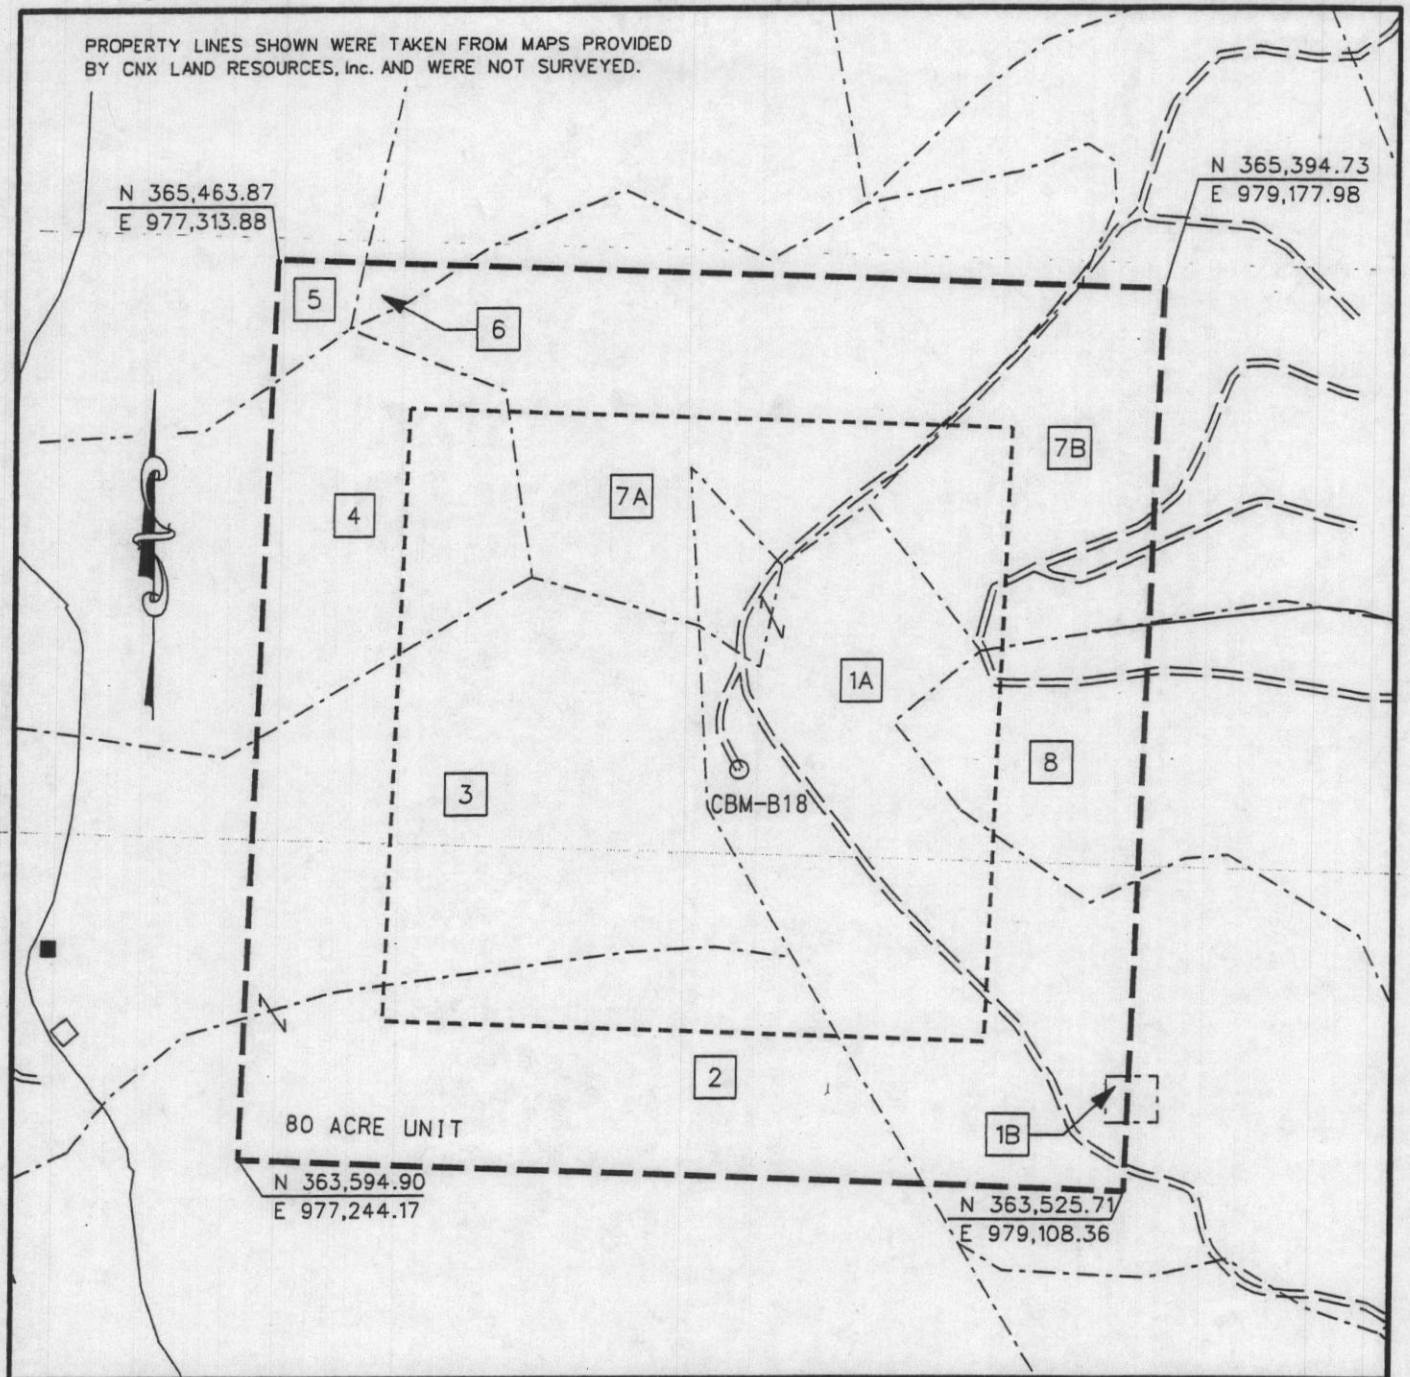 PROPERTY LINES SHOWN WERE TAKEN FROM MAPS PROVIDED
BY CNX LAND RESOURCES, Inc. AND WERE NOT SURVEYED.
N 365,463.87
E 977,313.88
N 365,394.73
E 979,177.98
5
6
7B
7A
4
1A
8
3
CBM-B18
2
80 ACRE UNIT
1B
N 363,594.90
E 977,244.17
N 363,525.71
E 979,108.36